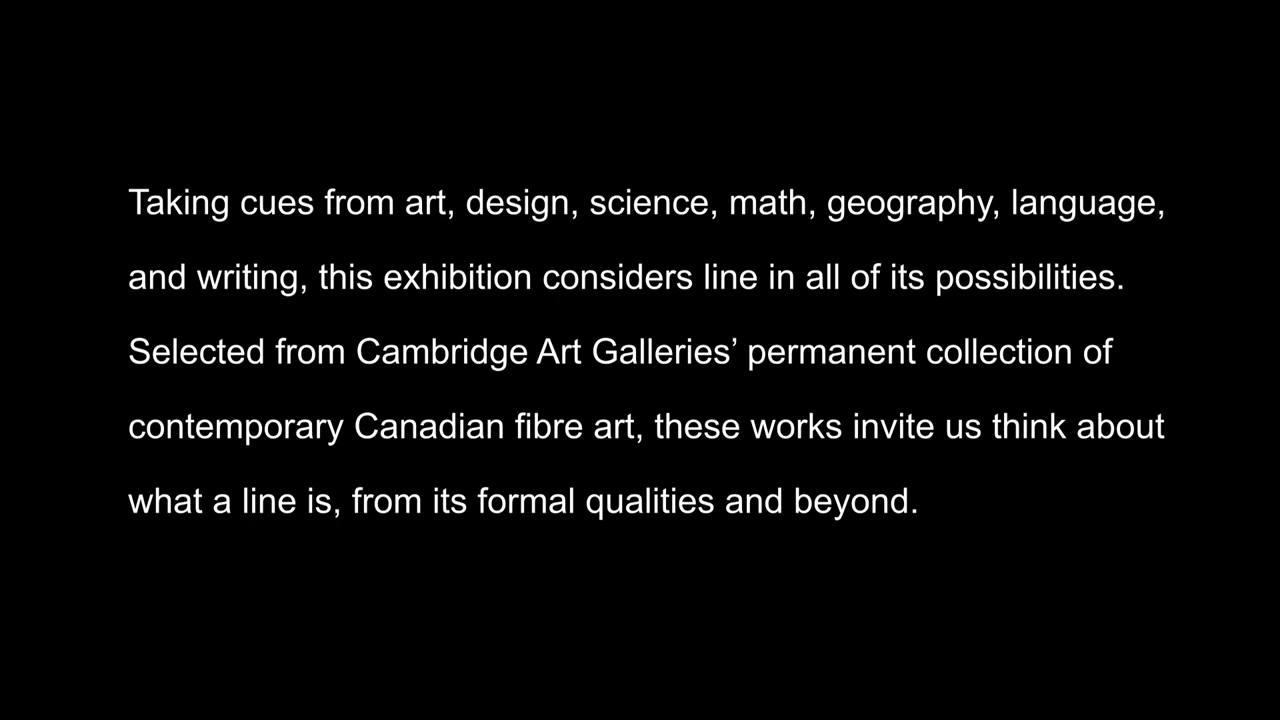 Taking cues from art, design, science, math, geography, language,
and writing, this exhibition considers line in all of its possibilities.
Selected from Cambridge Art Galleries’ permanent collection of
contemporary Canadian fibre art, these works invite us think about
what a line is, from its formal qualities and beyond.